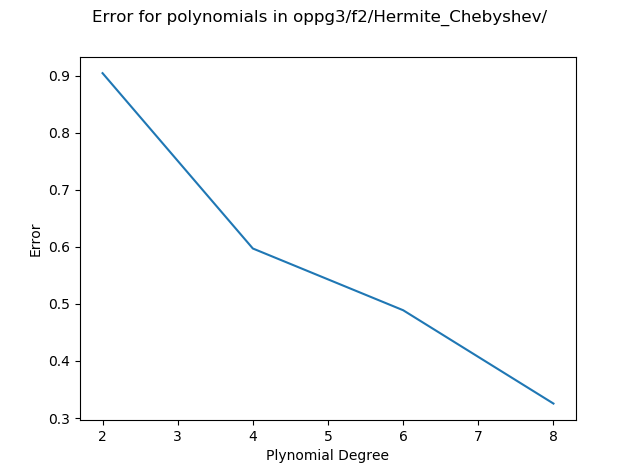 Error for polynomials in oppg3/f2/Hermite_Chebyshev/
0.9
0.8
0.7
0.6
0.5
0.4
0.3
Error
2 3 4 5 6 7 8
Plynomial Degree